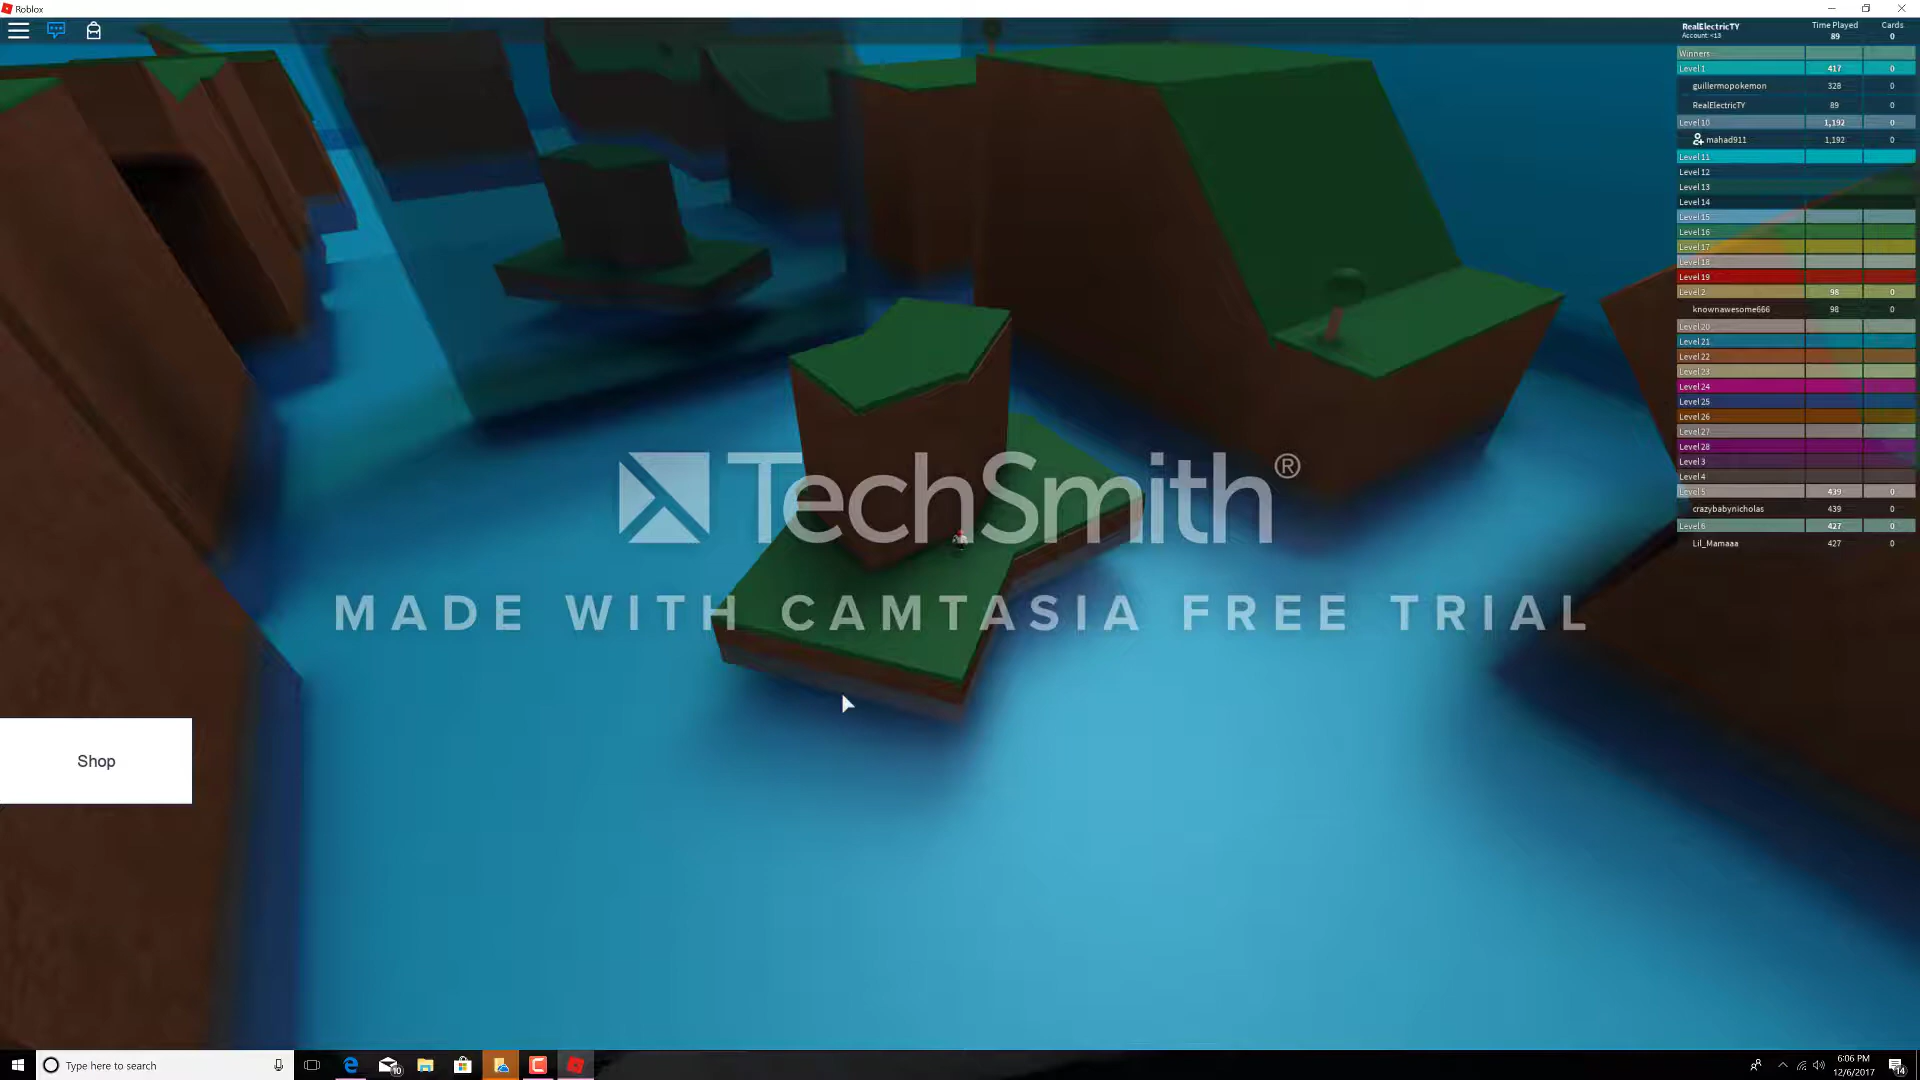 Roblox
RealElectricTY Time Played Cards
Account <13 89 0
Winners
Level 1 417 0
guillermopokemon 328 0
RealElectricTY 89 0
Level 10 1,192 0
mahad911 1,192 0
Level 11
Level 12
Level 13
Level 14
Level 15
Level 16
Level 17
Level 18
Level 19
Level 2 98 0
knownawesome666 98 0
Level 20
Level 21
Level 22
Level 23
Level 24
Level 25
Level 26
Level 27
Level 28
Level 3
Level 4
Level 5 439 0
crazybabynicholas 439 0
Level 6 427 0
Lil_Mamaaa 427 0
TechSmith®
MADE WITH CAMTASIA FREE TRIAL
Shop
Type here to search
10
6:06 PM
12/6/2017
14